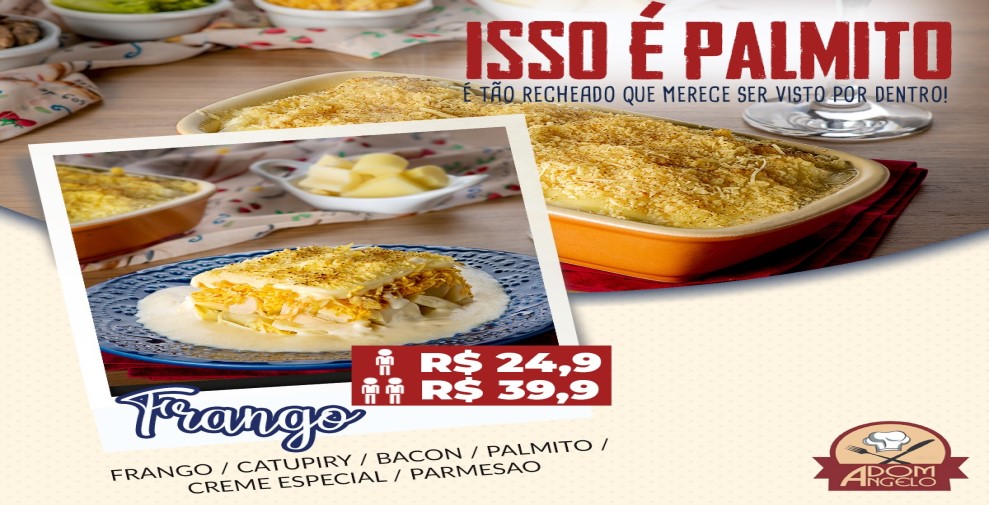 ISSO É PALMITO
É TÃO RECHEADO QUE MERECE SER VISTO POR DENTRO!
R$ 24,9
R$ 39,9
Frango
FRANGO / CATUPIRY / BACON / PALMITO /
CREME ESPECIAL / PARMESAO
DOM
ANGELO